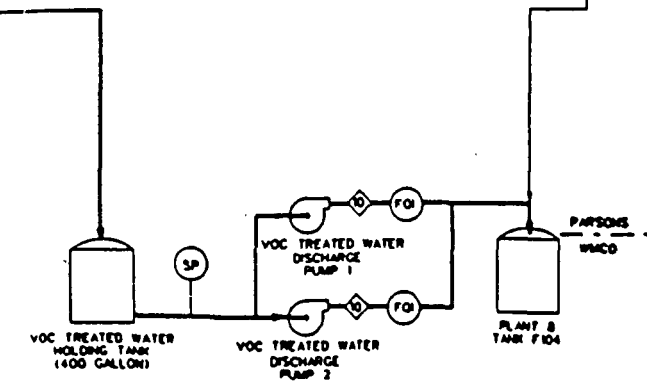 10
FQI
PARSONS
WMCO
VOC TREATED WATER
DISCHARGE
PUMP 1
SP
10
FQI
VOC TREATED WATER
HOLDING TANK
(400 GALLON)
VOC TREATED WATER
DISCHARGE
PUMP 2
PLANT 8
TANK F104